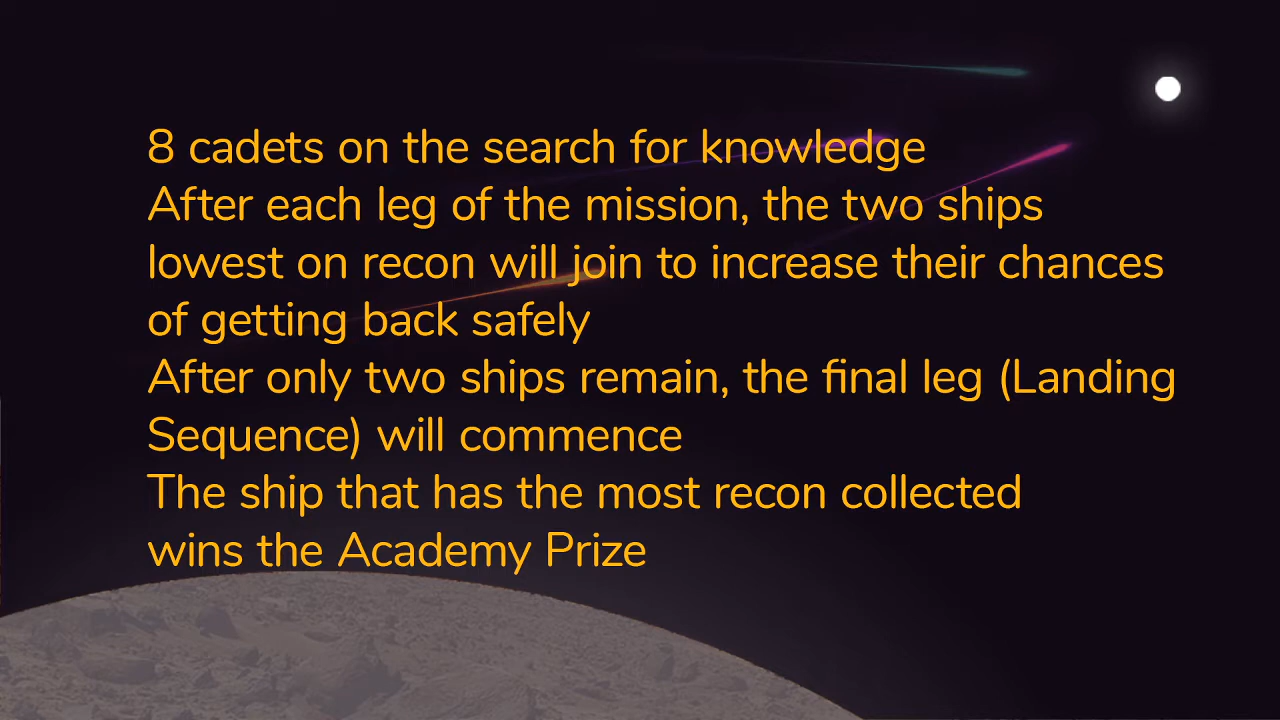 8 cadets on the search for knowledge
After each leg of the mission, the two ships
lowest on recon will join to increase their chances
of getting back safely
After only two ships remain, the final leg (Landing
Sequence) will commence
The ship that has the most recon collected
wins the Academy Prize